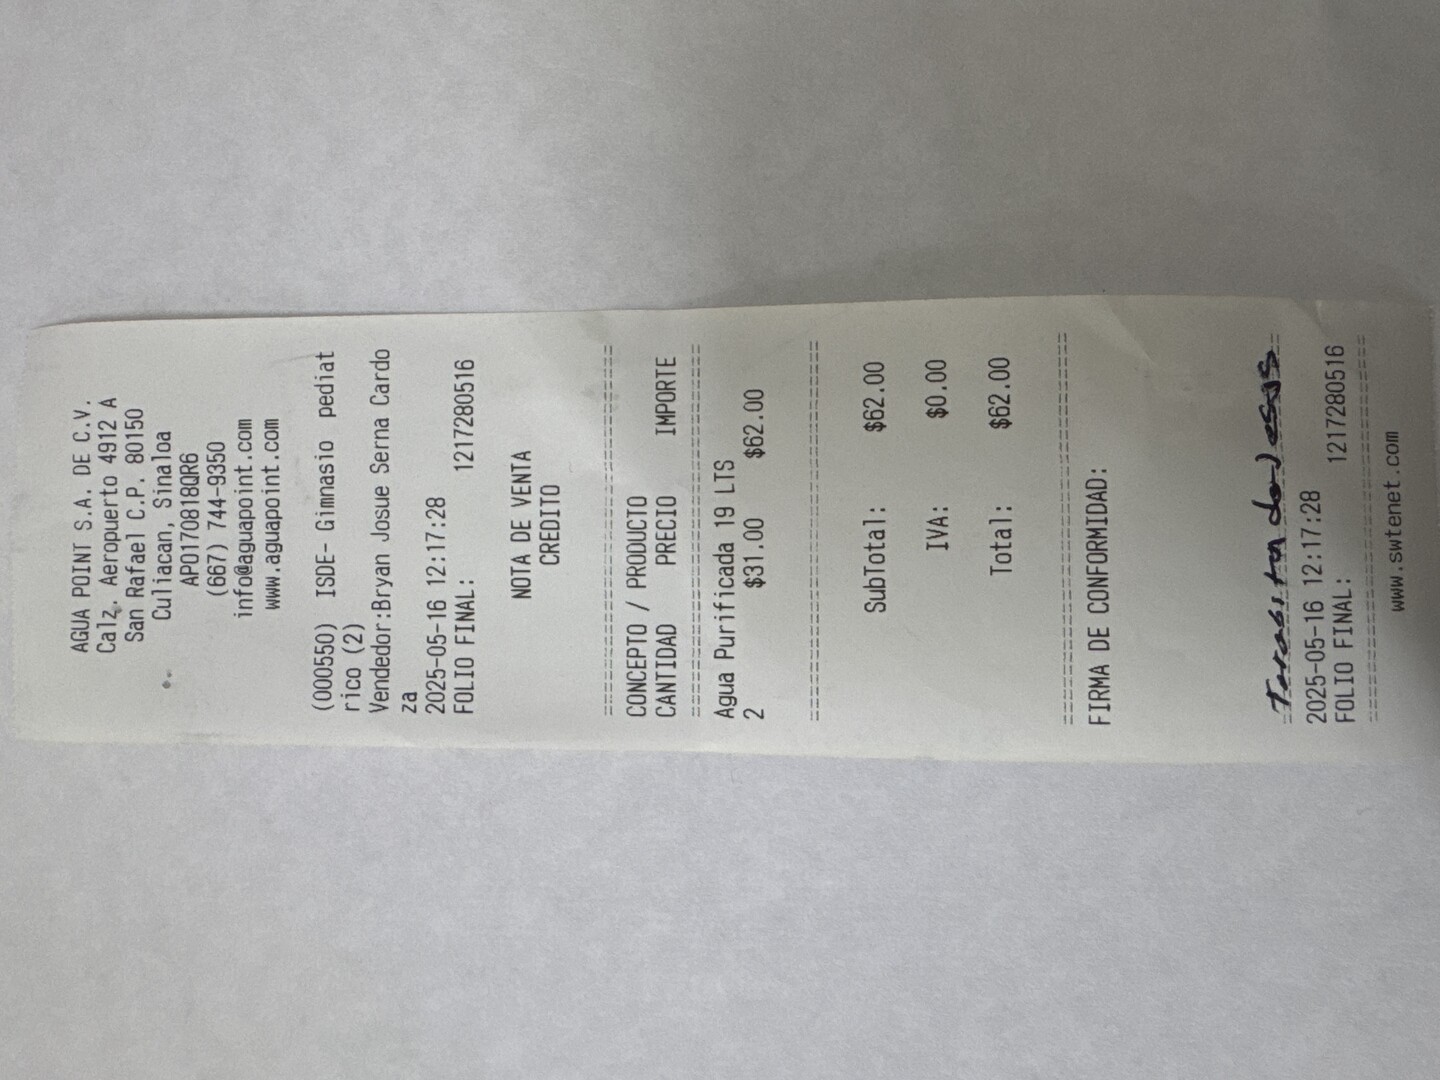 AGUA POINT S.A. DE C.V.
Calz. Aeropuerto 4912 A
San Rafael C.P. 80150
Culiacan, Sinaloa
APO170818QR6
(667) 744-9350
info@aguapoint.com
www.aguapoint.com
(000550) ISDE- Gimnasio pediat
rico (2)
Vendedor:Bryan Josue Serna Cardo
za
2025-05-16 12:17:28
FOLIO FINAL: 1217280516
NOTA DE VENTA
CREDITO
CONCEPTO / PRODUCTO
CANTIDAD PRECIO IMPORTE
Agua Purificada 19 LTS
2 $31.00 $62.00
SubTotal: $62.00
IVA: $0.00
Total: $62.00
FIRMA DE CONFORMIDAD:
Teresita de Jesus
2025-05-16 12:17:28
FOLIO FINAL: 1217280516
www.swtenet.com